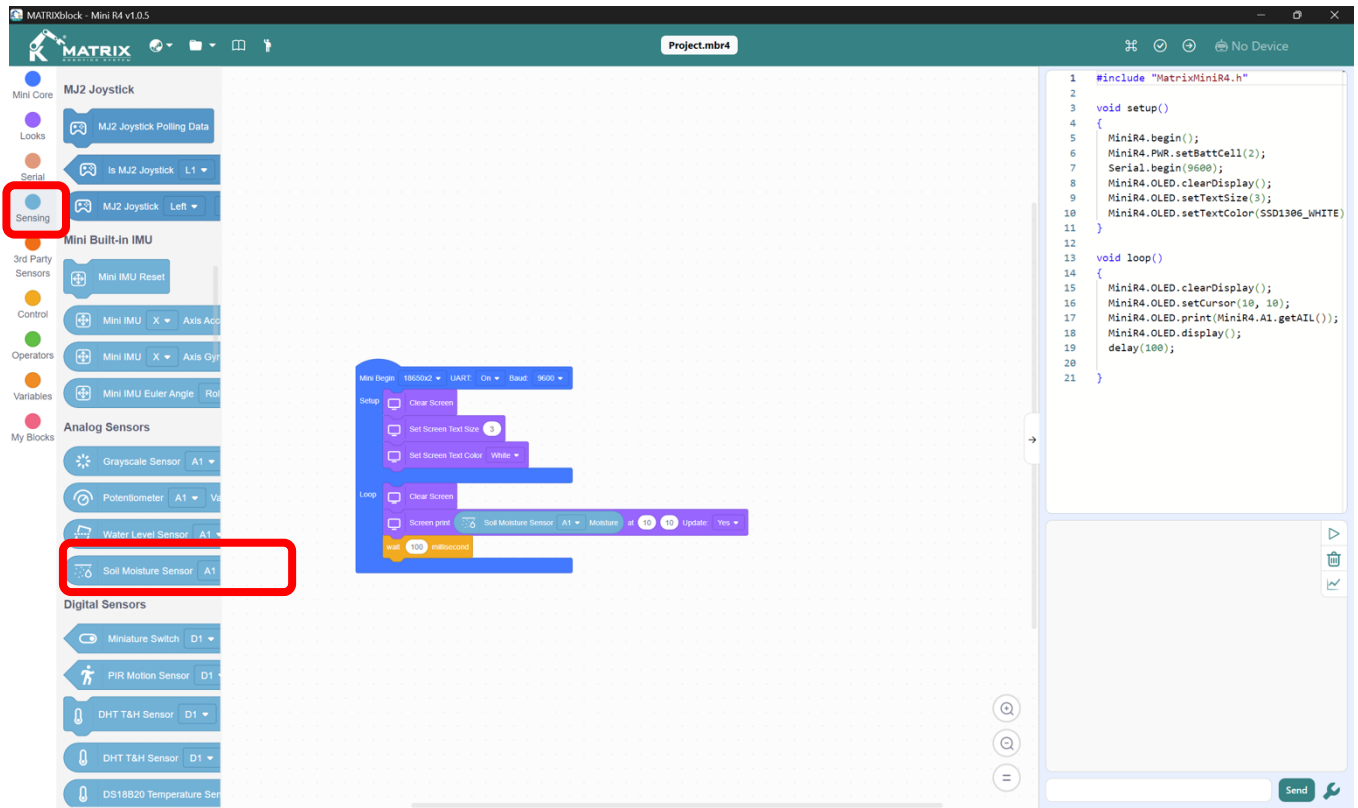 MATRIXblock - Mini R4 v1.0.5
MATRIX
ROBOTICS SYSTEM
Project.mbr4
No Device
Mini Core
Looks
Serial
Sensing
3rd Party
Sensors
Control
Operators
Variables
My Blocks
MJ2 Joystick
MJ2 Joystick Polling Data
Is MJ2 Joystick L1
MJ2 Joystick Left
Mini Built-in IMU
Mini IMU Reset
Mini IMU X Axis Acc
Mini IMU X Axis Gyr
Mini IMU Euler Angle Rol
Analog Sensors
Grayscale Sensor A1
Potentiometer A1 Va
Water Level Sensor A1
Soil Moisture Sensor A1
Digital Sensors
Miniature Switch D1
PIR Motion Sensor D1
DHT T&H Sensor D1
DHT T&H Sensor D1
DS18B20 Temperature Sen
Mini Begin 18650x2 UART: On Baud: 9600
Setup
Clear Screen
Set Screen Text Size 3
Set Screen Text Color White
Loop
Clear Screen
Screen print Soil Moisture Sensor A1 Moisture at 10 10 Update: Yes
wait 100 millisecond
1 #include "MatrixMiniR4.h"
2
3 void setup()
4 {
5 MiniR4.begin();
6 MiniR4.PWR.setBattCell(2);
7 Serial.begin(9600);
8 MiniR4.OLED.clearDisplay();
9 MiniR4.OLED.setTextSize(3);
10 MiniR4.OLED.setTextColor(SSD1306_WHITE)
11 }
12
13 void loop()
14 {
15 MiniR4.OLED.clearDisplay();
16 MiniR4.OLED.setCursor(10, 10);
17 MiniR4.OLED.print(MiniR4.A1.getAIL());
18 MiniR4.OLED.display();
19 delay(100);
20
21 }
Send